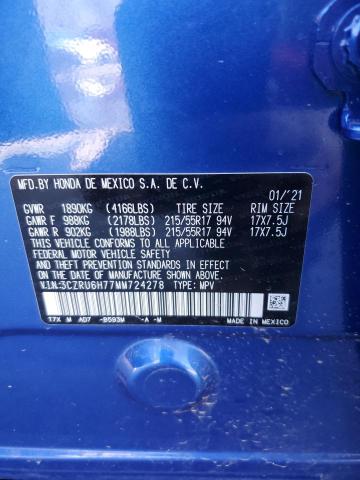 MFD.BY HONDA DE MEXICO S.A. DE C.V.
01/'21
GVWR 1890KG (4166LBS) TIRE SIZE RIM SIZE
GAWR F 988KG (2178LBS) 215/55R17 94V 17X7.5J
GAWR R 902KG (1988LBS) 215/55R17 94V 17X7.5J
THIS VEHICLE CONFORMS TO ALL APPLICABLE
FEDERAL MOTOR VEHICLE SAFETY AND THEFT
PREVENTION STANDARDS IN EFFECT ON THE DATE
OF MANUFACTURE SHOWN ABOVE.
V.I.N:3CZRU6H77MM724278 TYPE: MPV
17X M AD7 -B593M -A -M
MADE IN MEXICO